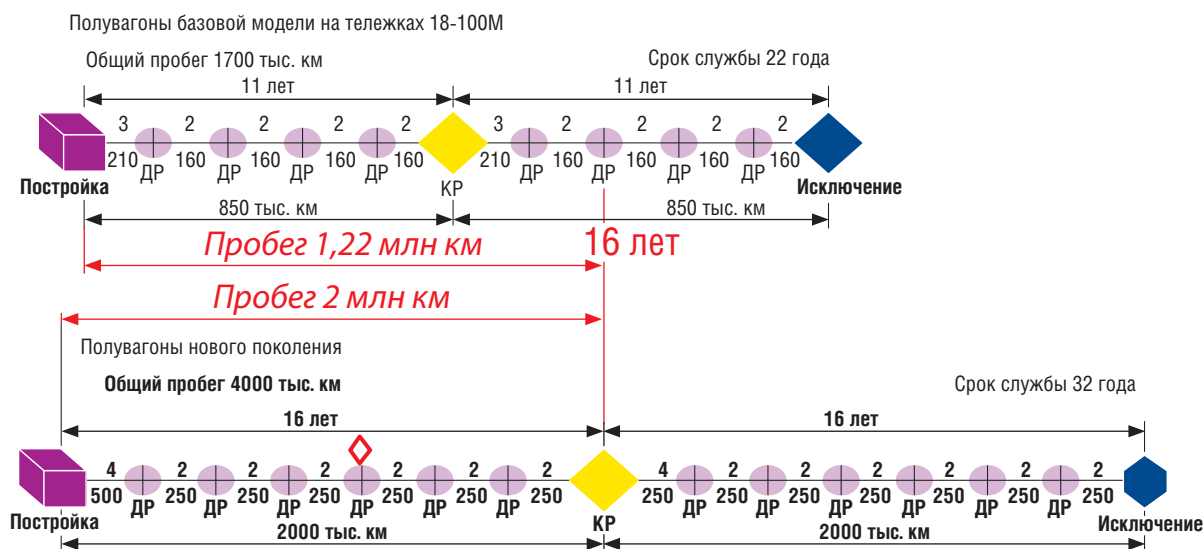 Полувагоны базовой модели на тележках 18-100М
Общий пробег 1700 тыс. км Срок службы 22 года
11 лет 11 лет
3 2 2 2 2 3 2 2 2 2
210 160 160 160 160 210 160 160 160 160
ДР ДР ДР ДР ДР ДР ДР ДР
Постройка КР Исключение
850 тыс. км 850 тыс. км
Пробег 1,22 млн км 16 лет
Пробег 2 млн км
Полувагоны нового поколения
Общий пробег 4000 тыс. км Срок службы 32 года
16 лет 16 лет
4 2 2 2 2 2 2 4 2 2 2 2 2 2
500 250 250 250 250 250 250 250 250 250 250 250 250 250
ДР ДР ДР ДР ДР ДР ДР ДР ДР ДР ДР ДР
Постройка КР Исключение
2000 тыс. км 2000 тыс. км